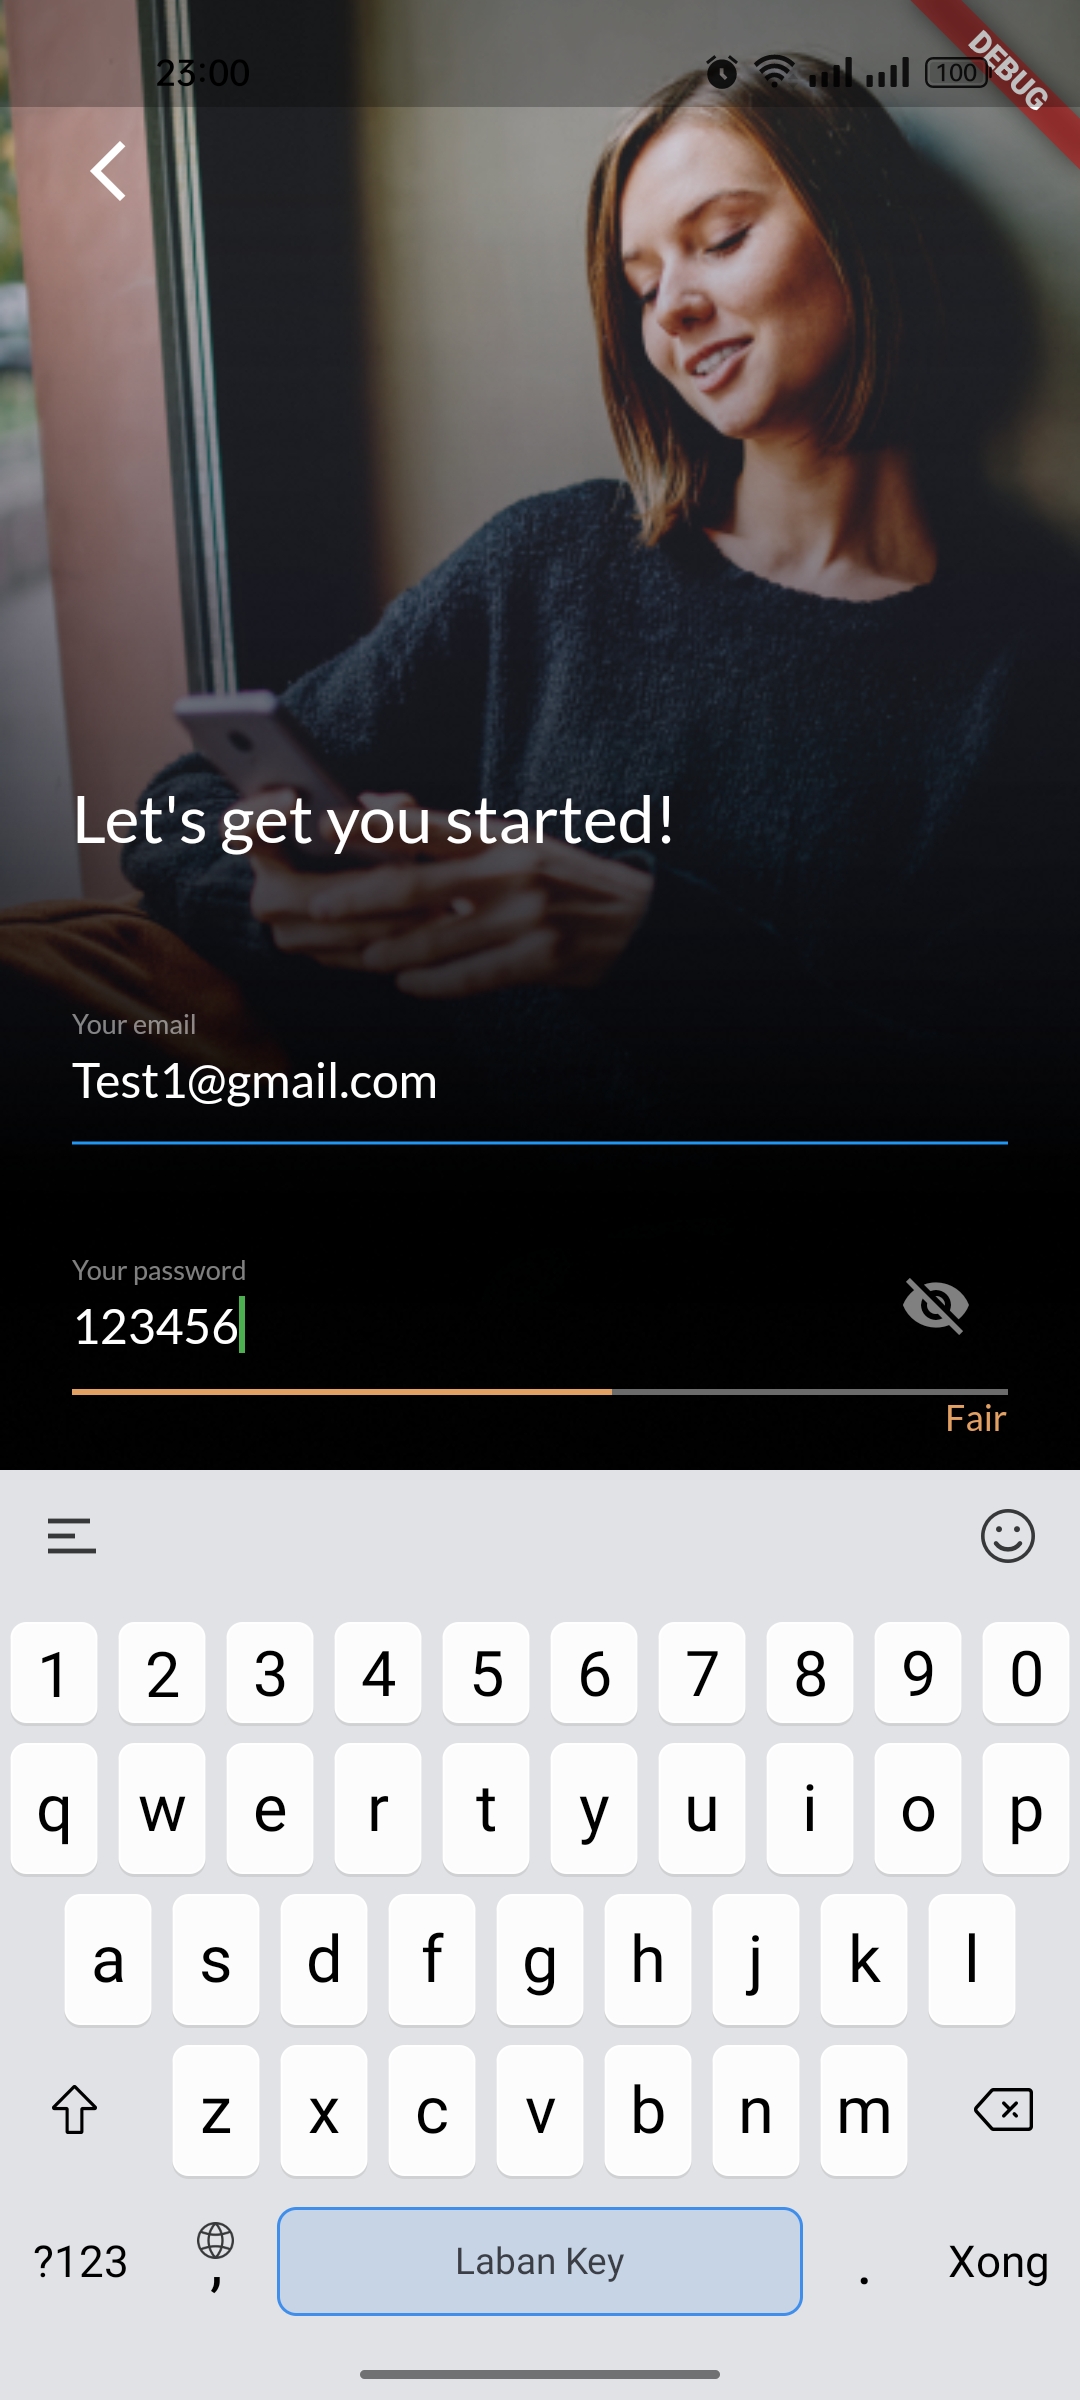 23:00
100
DEBUG
Let's get you started!
Your email
Test1@gmail.com
Your password
123456
Fair
1 2 3 4 5 6 7 8 9 0
q w e r t y u i o p
a s d f g h j k l
z x c v b n m
?123 , Laban Key . Xong